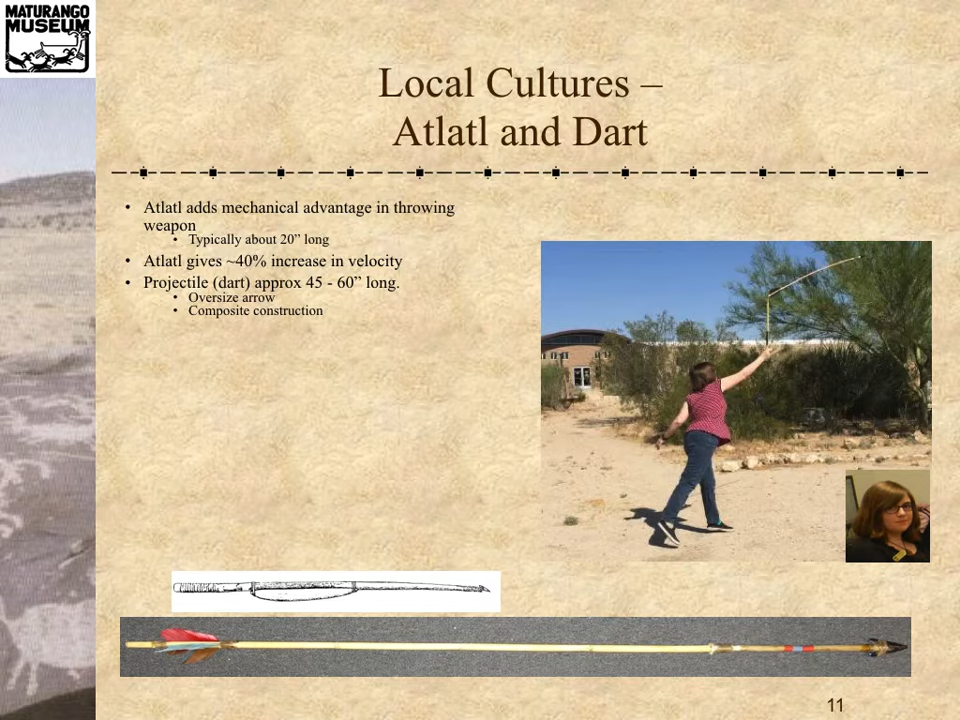 MATURANGO
MUSEUM
Local Cultures –
Atlatl and Dart
• Atlatl adds mechanical advantage in throwing
weapon
• Typically about 20” long
• Atlatl gives ~40% increase in velocity
• Projectile (dart) approx 45 - 60” long.
• Oversize arrow
• Composite construction
11